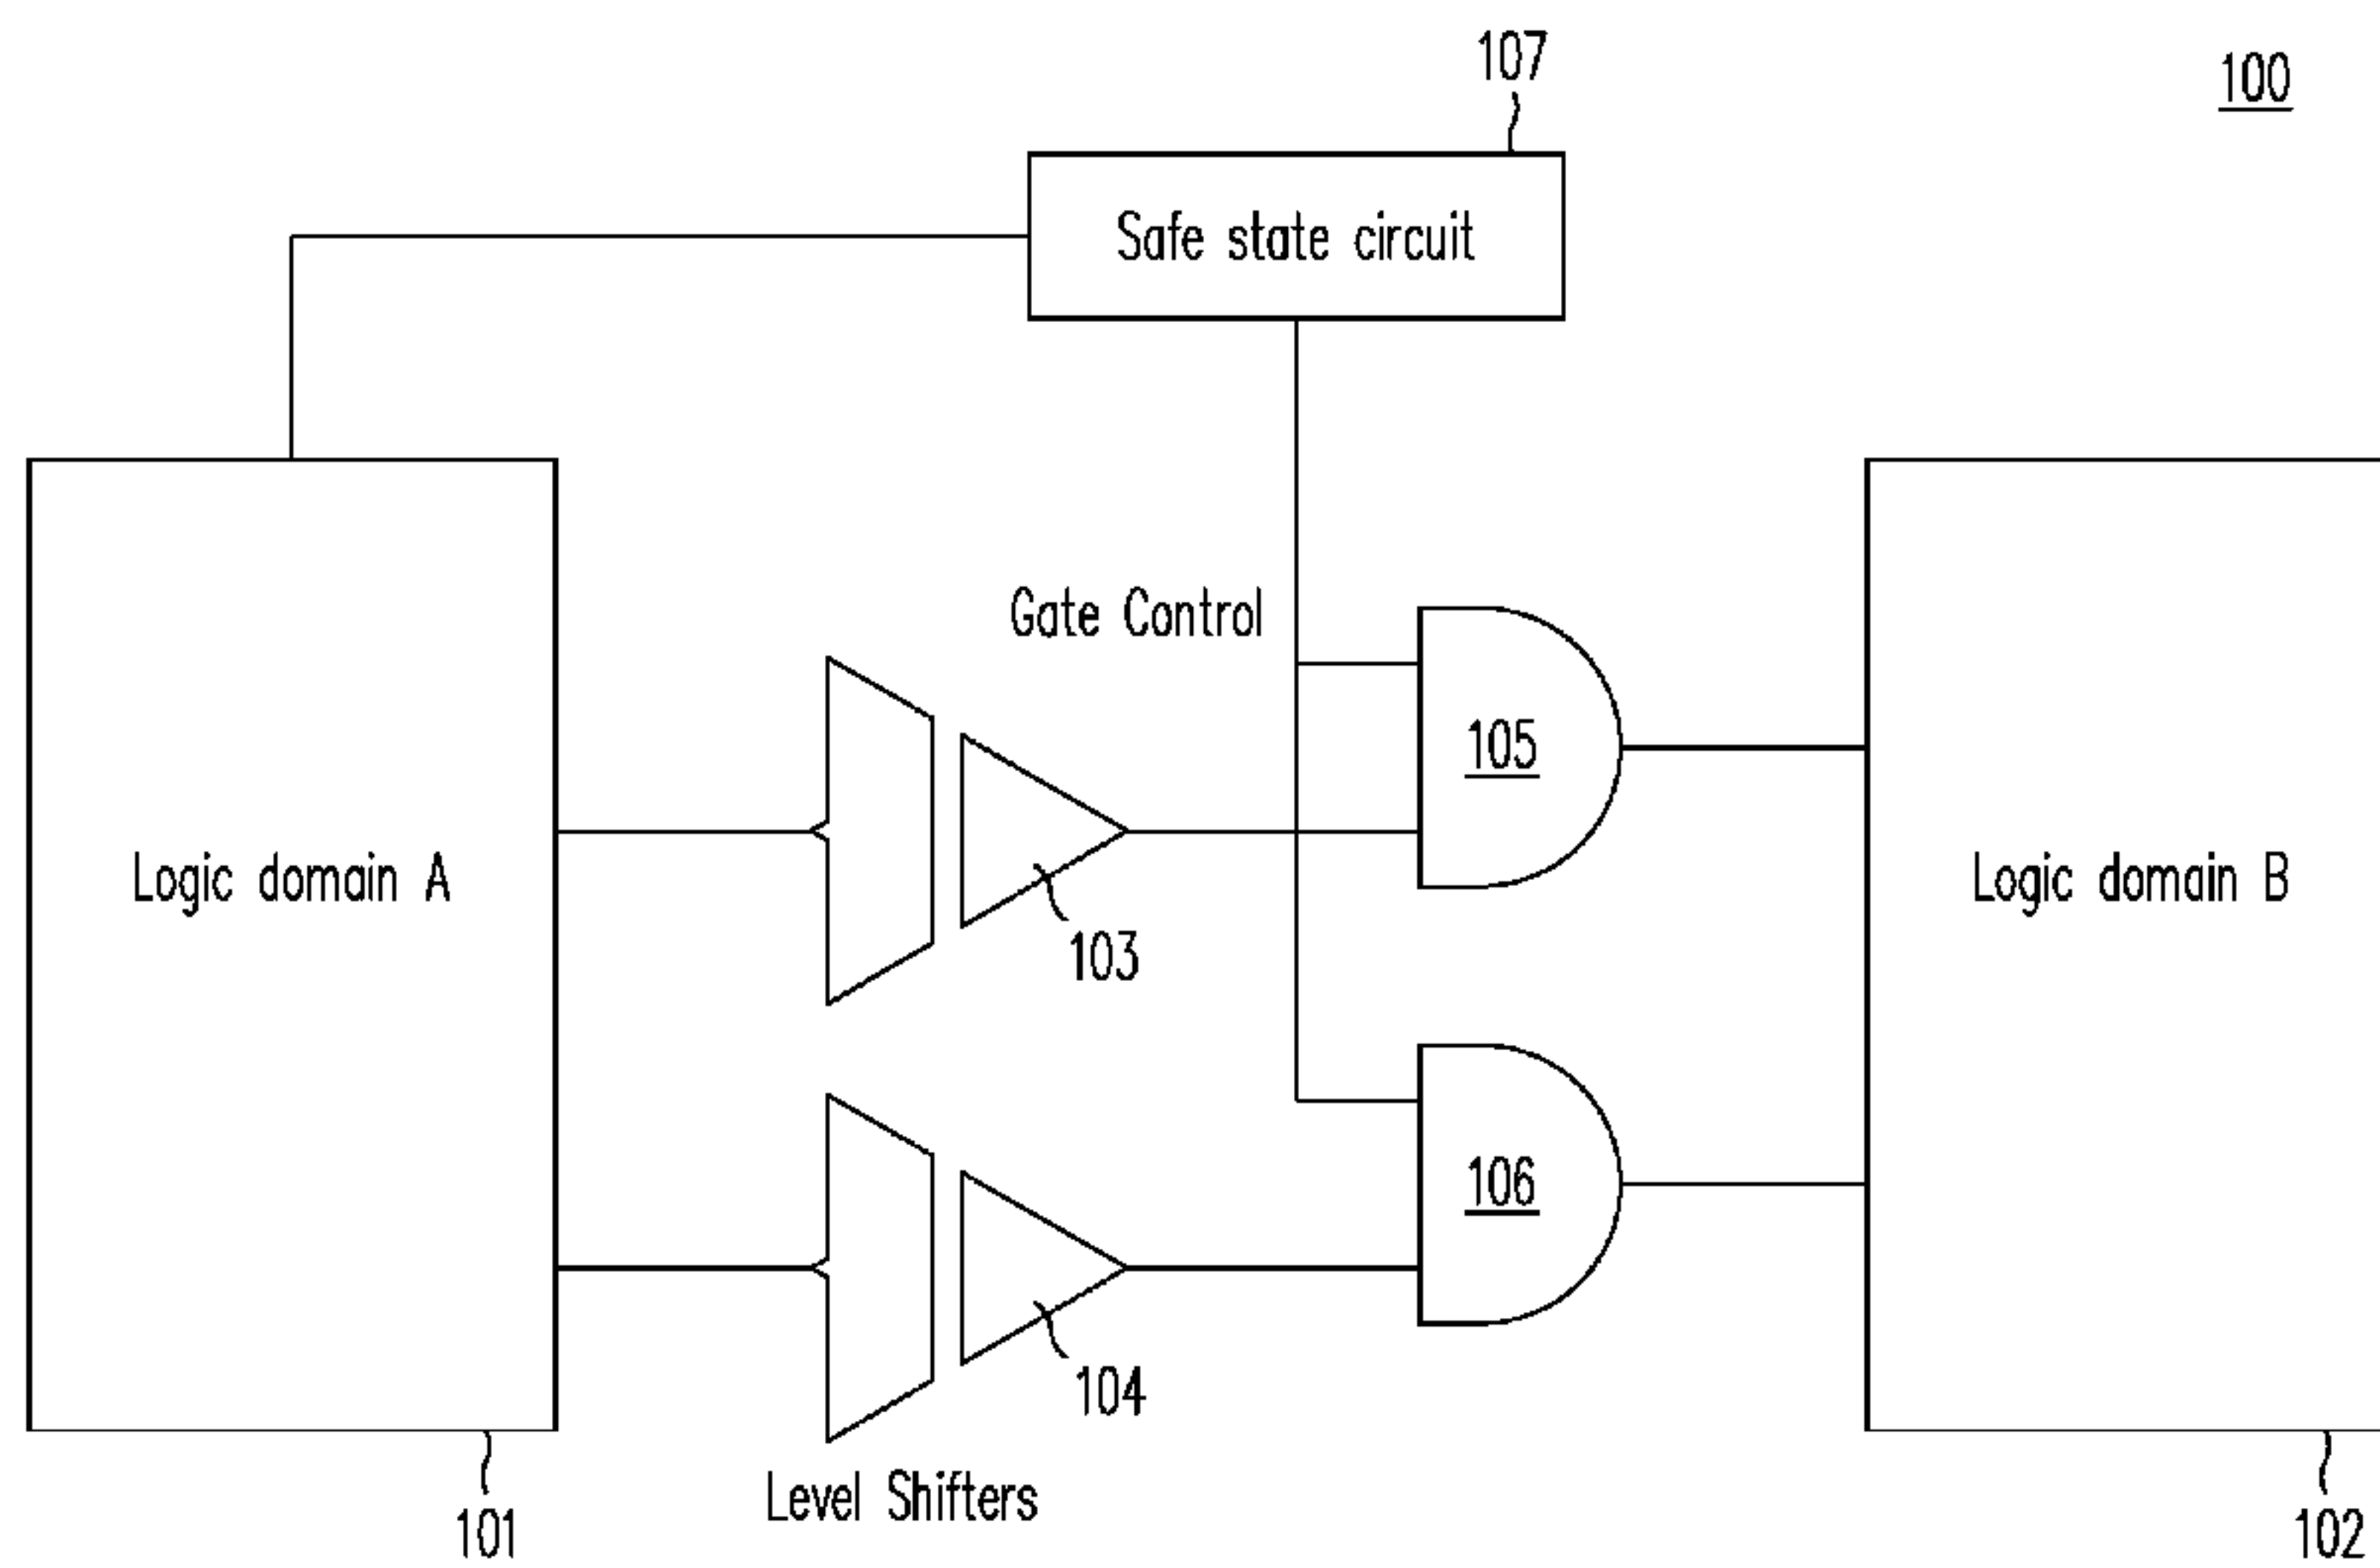 107
100
Safe state circuit
Gate Control
105
Logic domain A
Logic domain B
103
106
104
Level Shifters
101
102